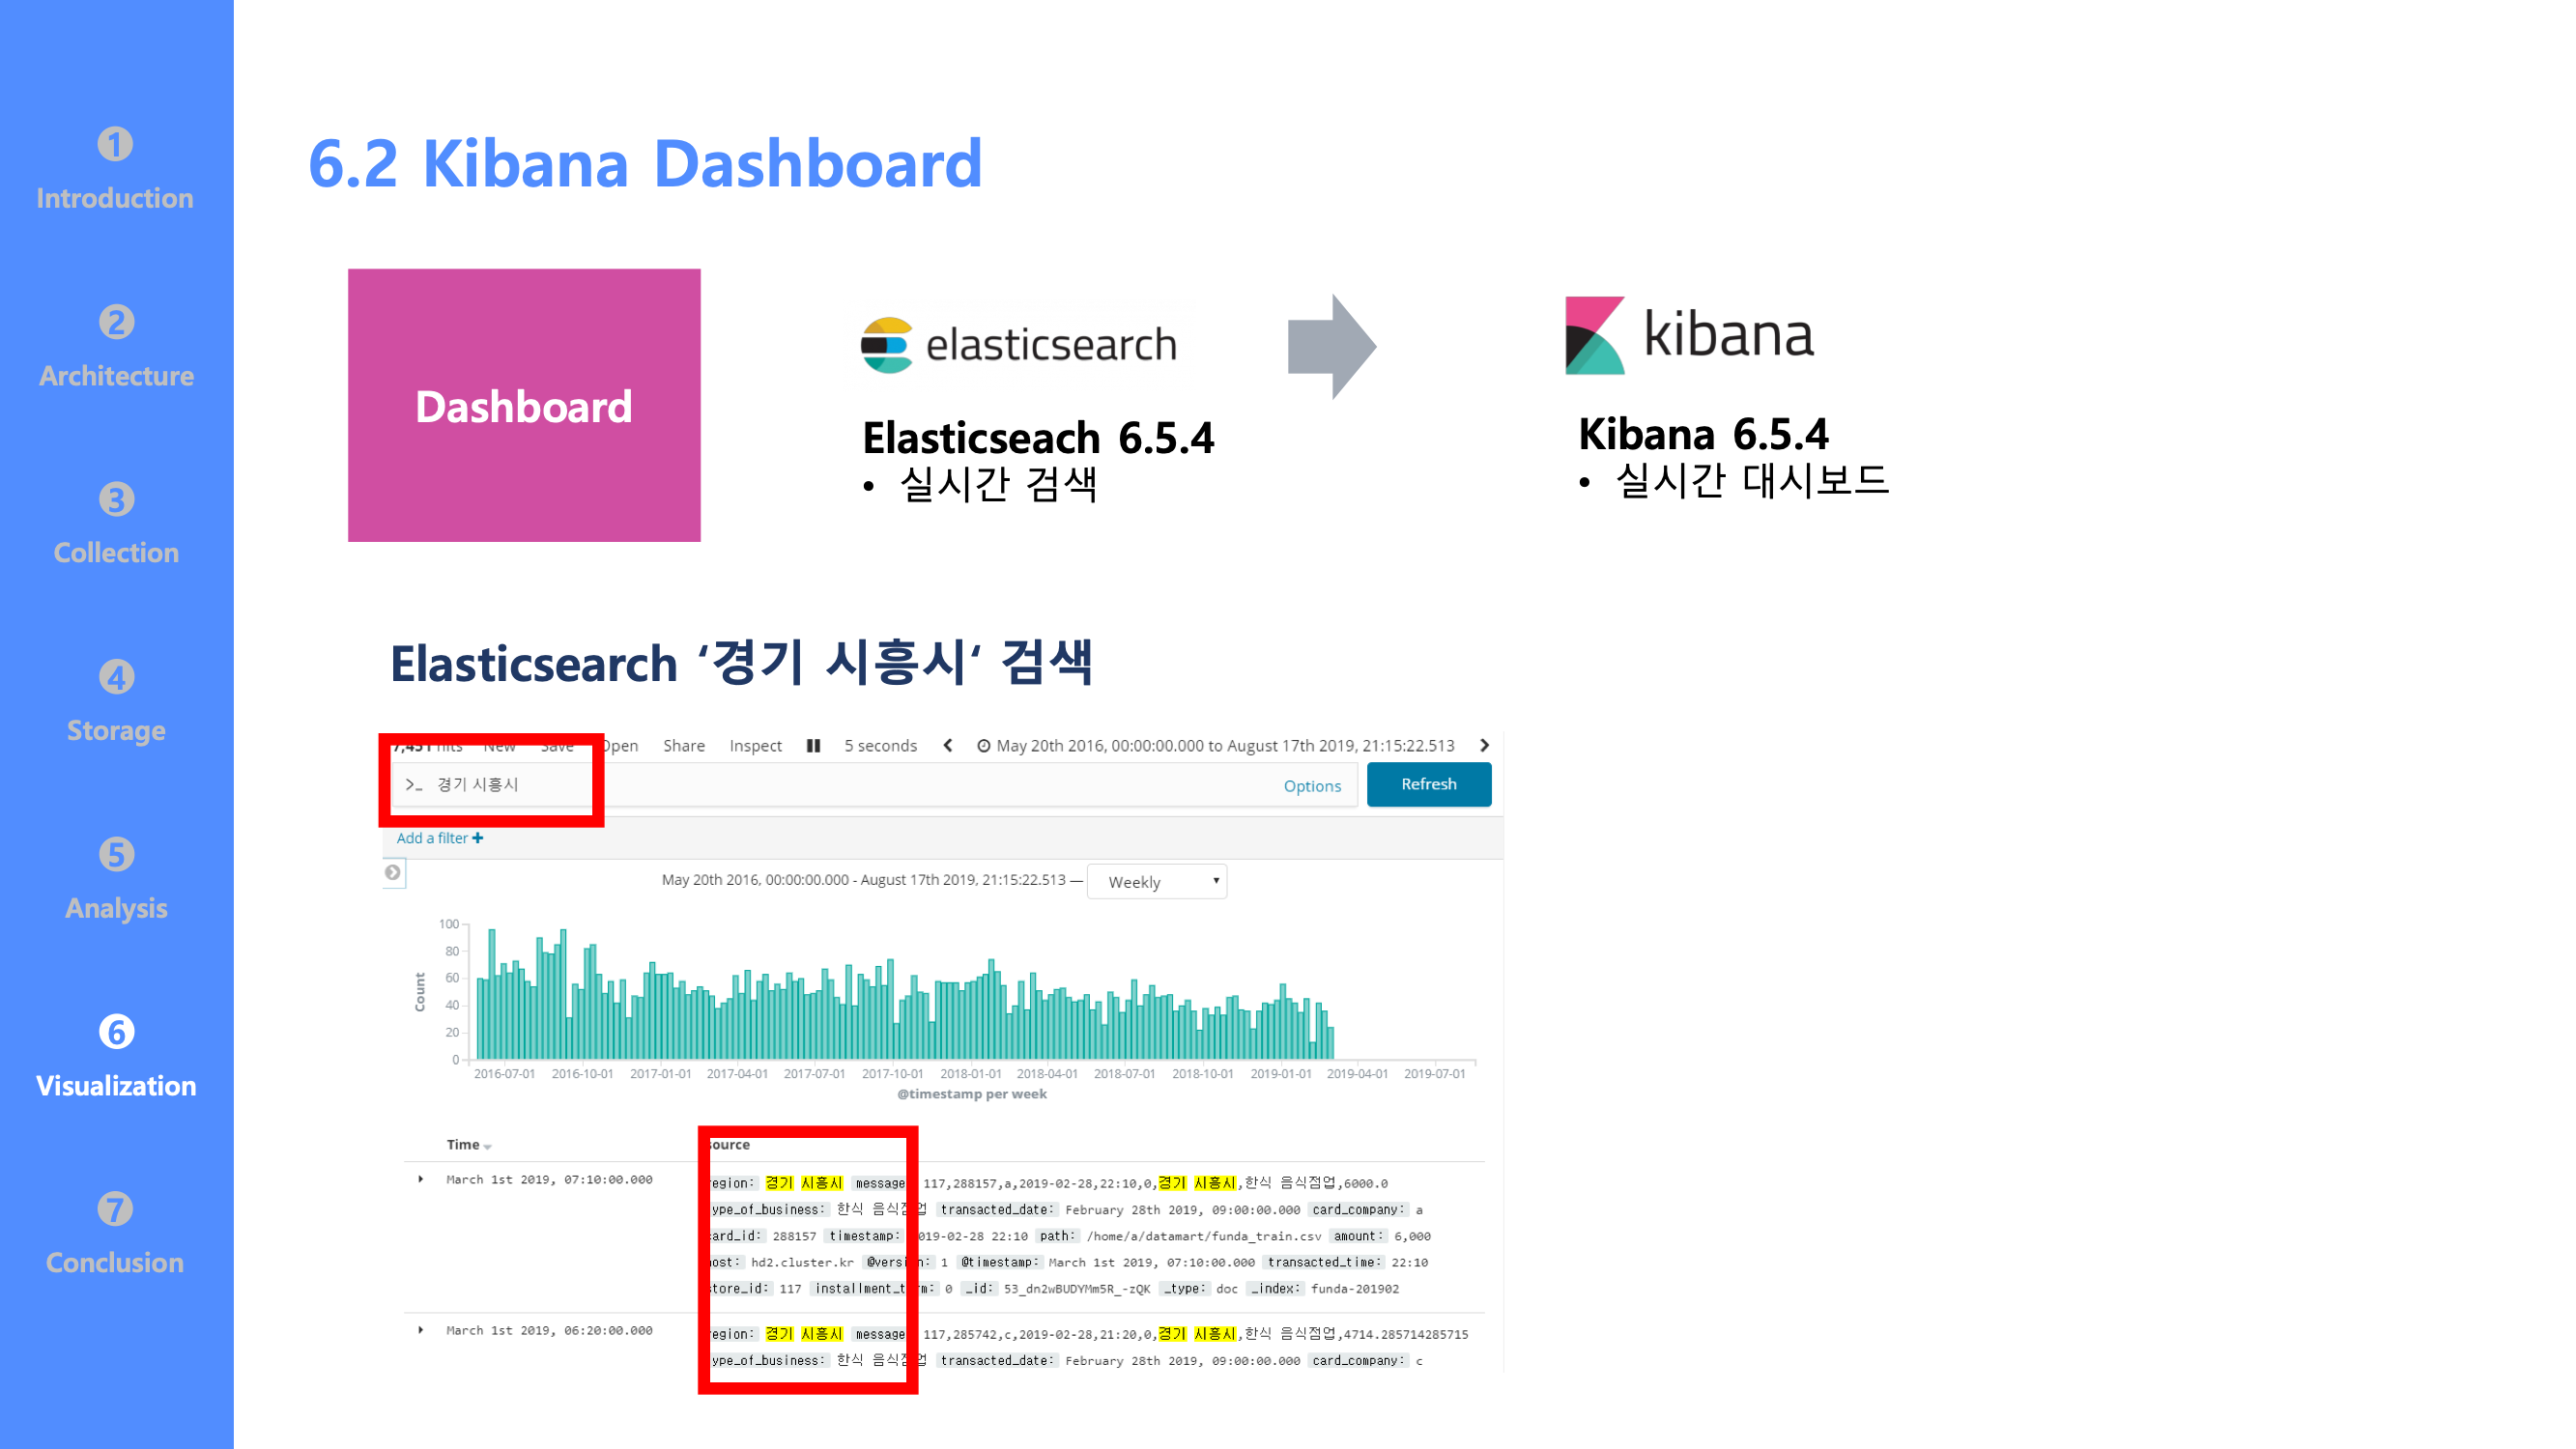 ❶
Introduction
❷
Architecture
❸
Collection
❹
Storage
❺
Analysis
❻
Visualization
❼
Conclusion
6.2 Kibana Dashboard
Dashboard
elasticsearch
Elasticseach 6.5.4
• 실시간 검색
kibana
Kibana 6.5.4
• 실시간 대시보드
Elasticsearch ‘경기 시흥시‘ 검색
7,451 hits New Save Open Share Inspect 5 seconds May 20th 2016, 00:00:00.000 to August 17th 2019, 21:15:22.513
>_ 경기 시흥시 Options Refresh
Add a filter +
May 20th 2016, 00:00:00.000 - August 17th 2019, 21:15:22.513 — Weekly
Count
100
80
60
40
20
0
2016-07-01 2016-10-01 2017-01-01 2017-04-01 2017-07-01 2017-10-01 2018-01-01 2018-04-01 2018-07-01 2018-10-01 2019-01-01 2019-04-01 2019-07-01
@timestamp per week
Time source
March 1st 2019, 07:10:00.000 region: 경기 시흥시 message 117,288157,a,2019-02-28,22:10,0,경기 시흥시,한식 음식점업,6000.0
ype_of_business: 한식 음식점업 transacted_date: February 28th 2019, 09:00:00.000 card_company: a
card_id: 288157 timestamp: 2019-02-28 22:10 path: /home/a/datamart/funda_train.csv amount: 6,000
host: hd2.cluster.kr @version: 1 @timestamp: March 1st 2019, 07:10:00.000 transacted_time: 22:10
store_id: 117 installment_term: 0 _id: 53_dn2wBUDYMm5R_-zQK _type: doc _index: funda-201902
March 1st 2019, 06:20:00.000 region: 경기 시흥시 message 117,285742,c,2019-02-28,21:20,0,경기 시흥시,한식 음식점업,4714.285714285715
ype_of_business: 한식 음식점업 transacted_date: February 28th 2019, 09:00:00.000 card_company: c